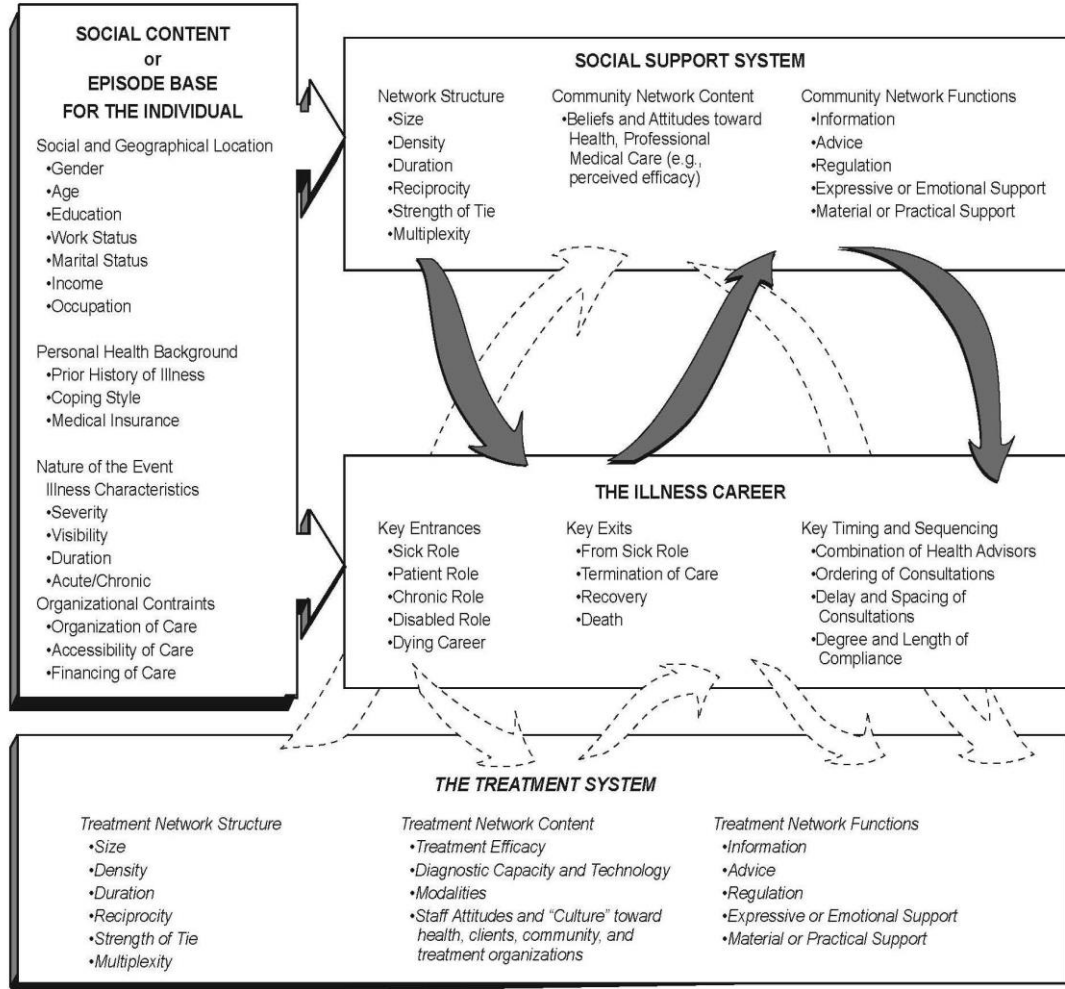 SOCIAL CONTENT
or
EPISODE BASE
FOR THE INDIVIDUAL
Social and Geographical Location
•Gender
•Age
•Education
•Work Status
•Marital Status
•Income
•Occupation
Personal Health Background
•Prior History of Illness
•Coping Style
•Medical Insurance
Nature of the Event
Illness Characteristics
•Severity
•Visibility
•Duration
•Acute/Chronic
Organizational Contraints
•Organization of Care
•Accessibility of Care
•Financing of Care
SOCIAL SUPPORT SYSTEM
Network Structure
•Size
•Density
•Duration
•Reciprocity
•Strength of Tie
•Multiplexity
Community Network Content
•Beliefs and Attitudes toward
Health, Professional
Medical Care (e.g.,
perceived efficacy)
Community Network Functions
•Information
•Advice
•Regulation
•Expressive or Emotional Support
•Material or Practical Support
THE ILLNESS CAREER
Key Entrances
•Sick Role
•Patient Role
•Chronic Role
•Disabled Role
•Dying Career
Key Exits
•From Sick Role
•Termination of Care
•Recovery
•Death
Key Timing and Sequencing
•Combination of Health Advisors
•Ordering of Consultations
•Delay and Spacing of
Consultations
•Degree and Length of
Compliance
THE TREATMENT SYSTEM
Treatment Network Structure
•Size
•Density
•Duration
•Reciprocity
•Strength of Tie
•Multiplexity
Treatment Network Content
•Treatment Efficacy
•Diagnostic Capacity and Technology
•Modalities
•Staff Attitudes and “Culture” toward
health, clients, community, and
treatment organizations
Treatment Network Functions
•Information
•Advice
•Regulation
•Expressive or Emotional Support
•Material or Practical Support